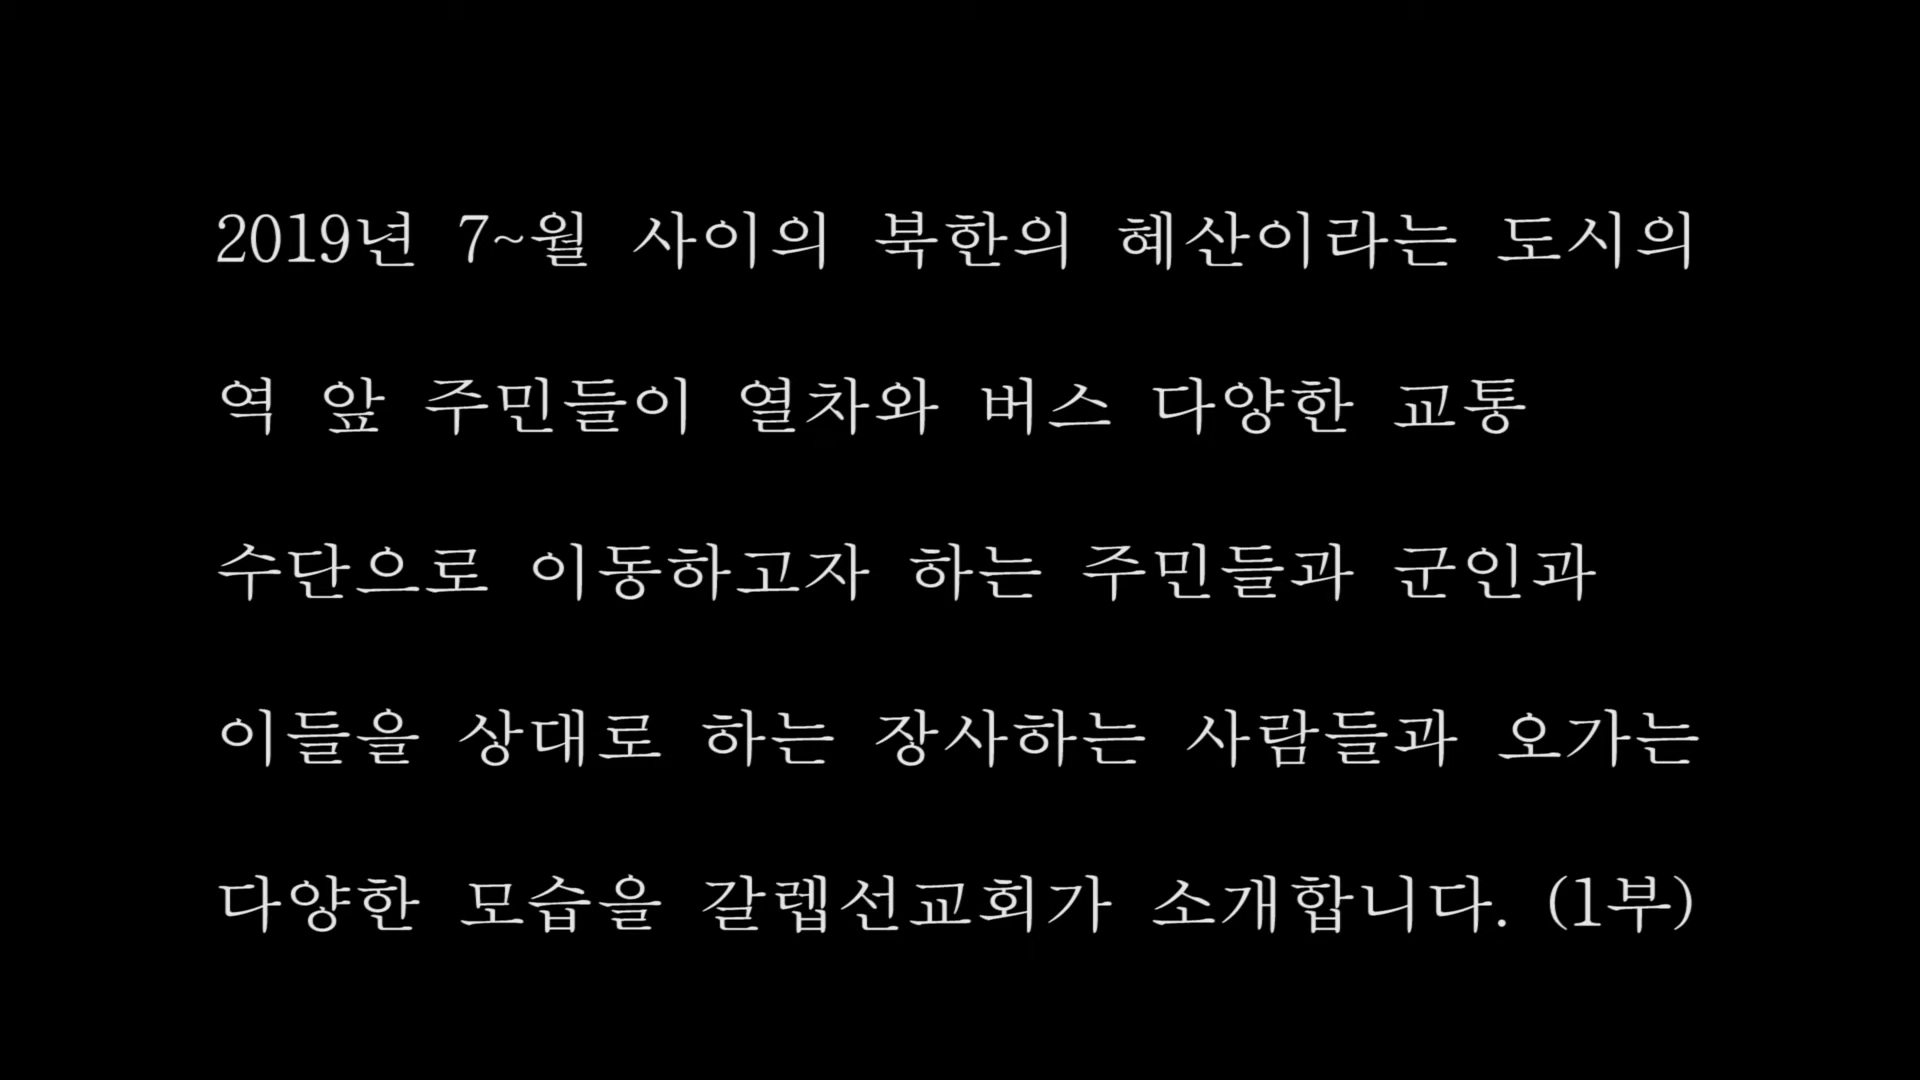 2019년 7~월 사이의 북한의 혜산이라는 도시의
역 앞 주민들이 열차와 버스 다양한 교통
수단으로 이동하고자 하는 주민들과 군인과
이들을 상대로 하는 장사하는 사람들과 오가는
다양한 모습을 갈렙선교회가 소개합니다. (1부)